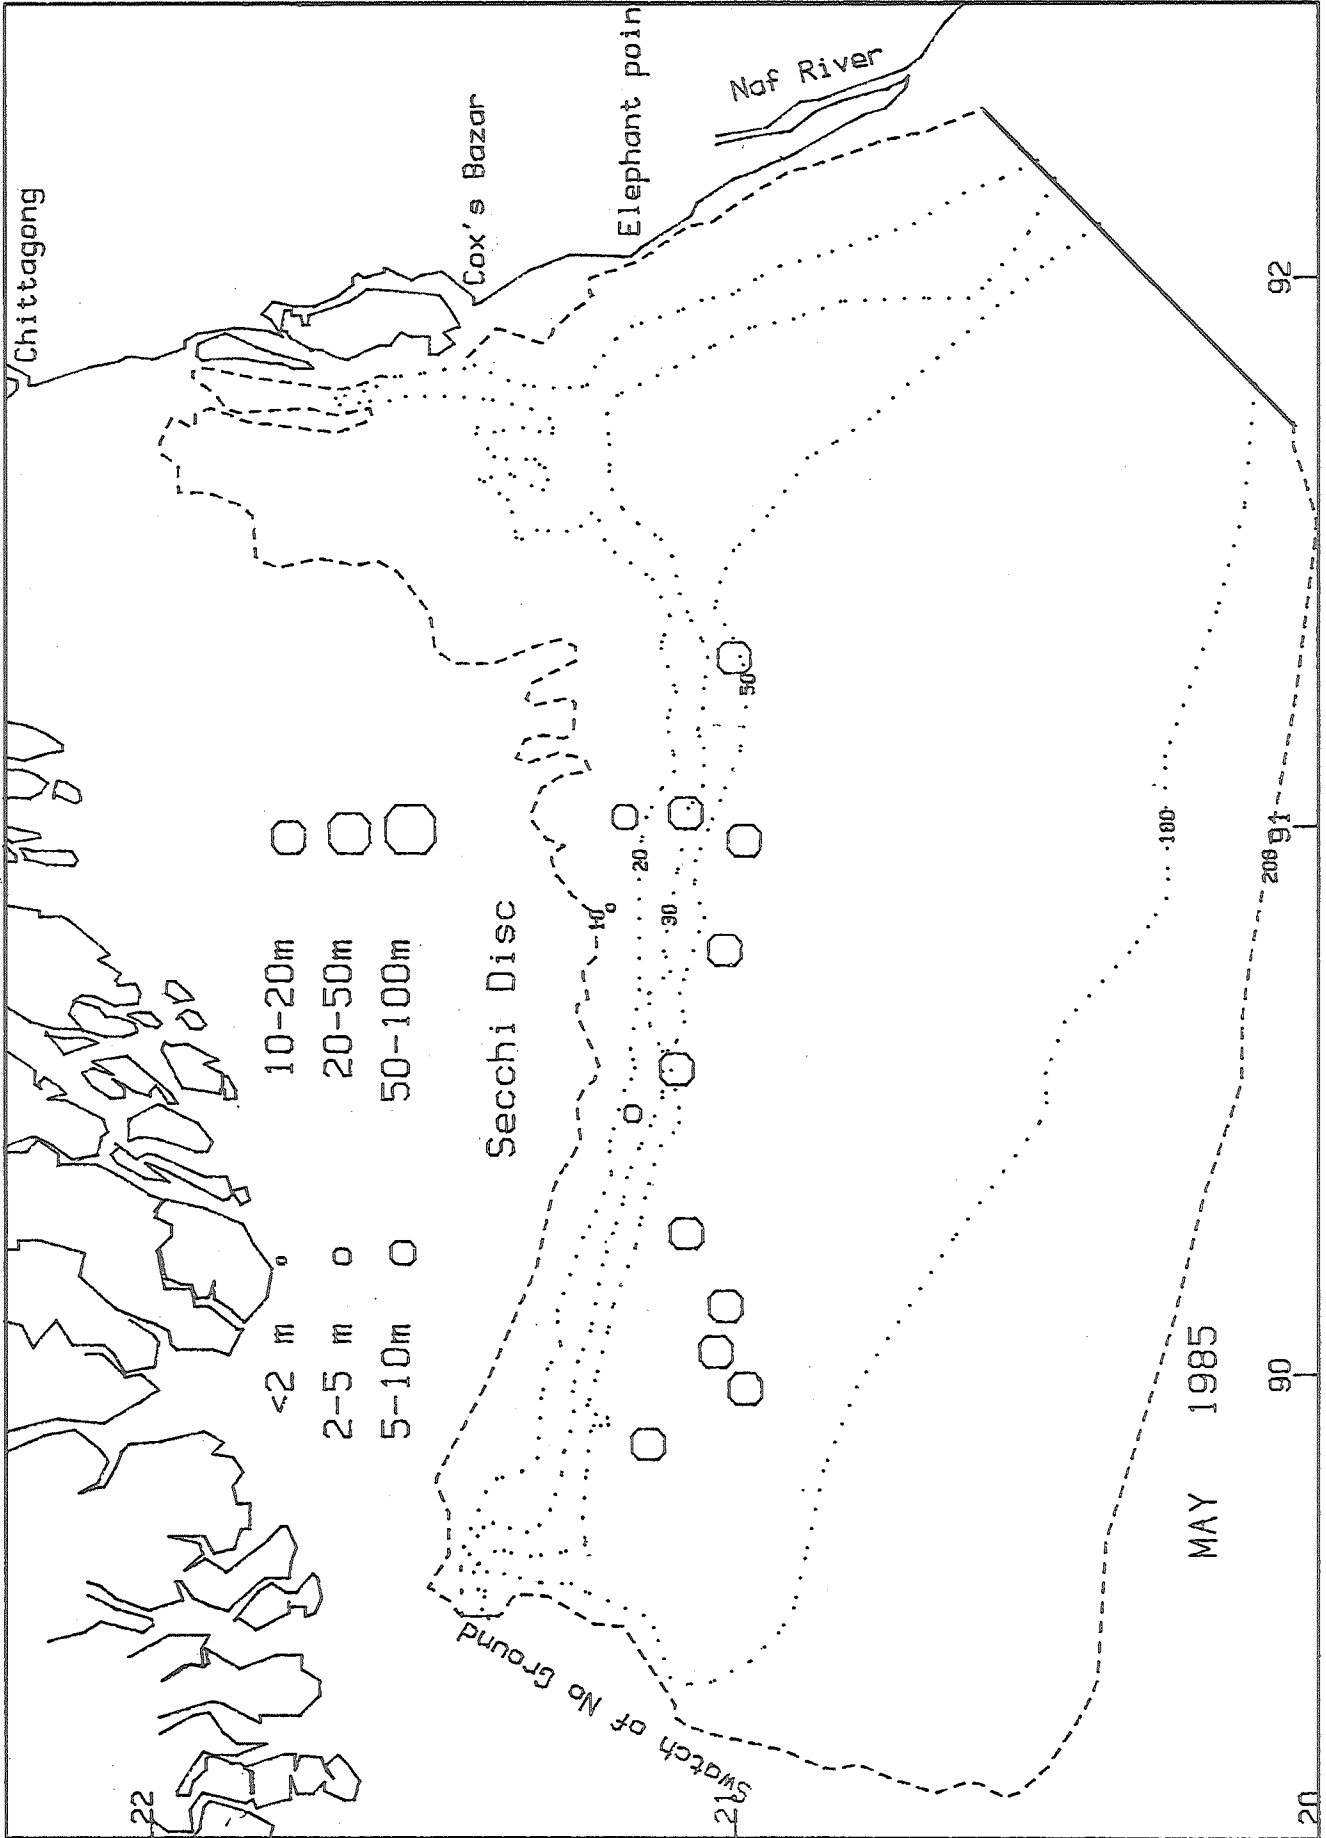 Chittagong
Cox's Bazar
Elephant poin
Naf River
22
<2 m
2-5 m
5-10m
10-20m
20-50m
50-100m
Secchi Disc
10
20
30
50
100
200
Swatch of No Ground
21
MAY 1985
20
90
91
92